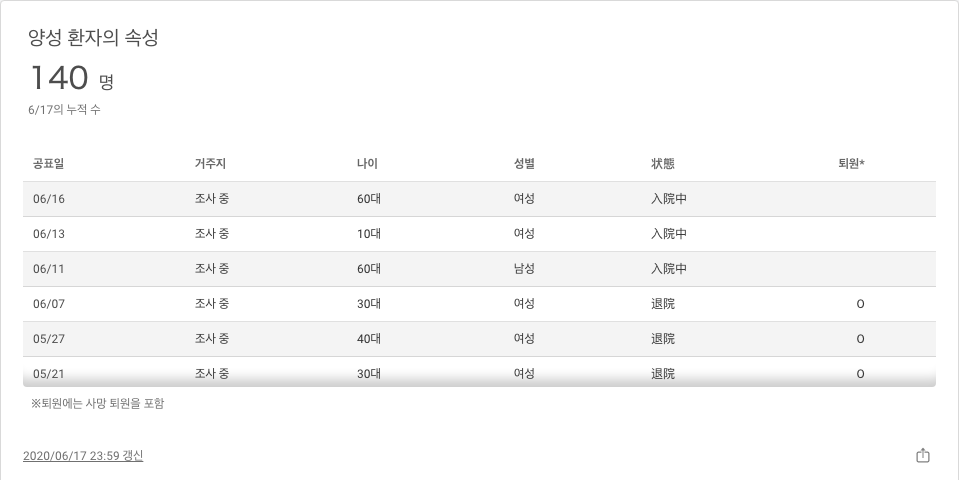 양성 환자의 속성
140 명
6/17의 누적 수
공표일 거주지 나이 성별 状態 퇴원*
06/16 조사 중 60대 여성 入院中
06/13 조사 중 10대 여성 入院中
06/11 조사 중 60대 남성 入院中
06/07 조사 중 30대 여성 退院 O
05/27 조사 중 40대 여성 退院 O
05/21 조사 중 30대 여성 退院 O
※퇴원에는 사망 퇴원을 포함
2020/06/17 23:59 갱신